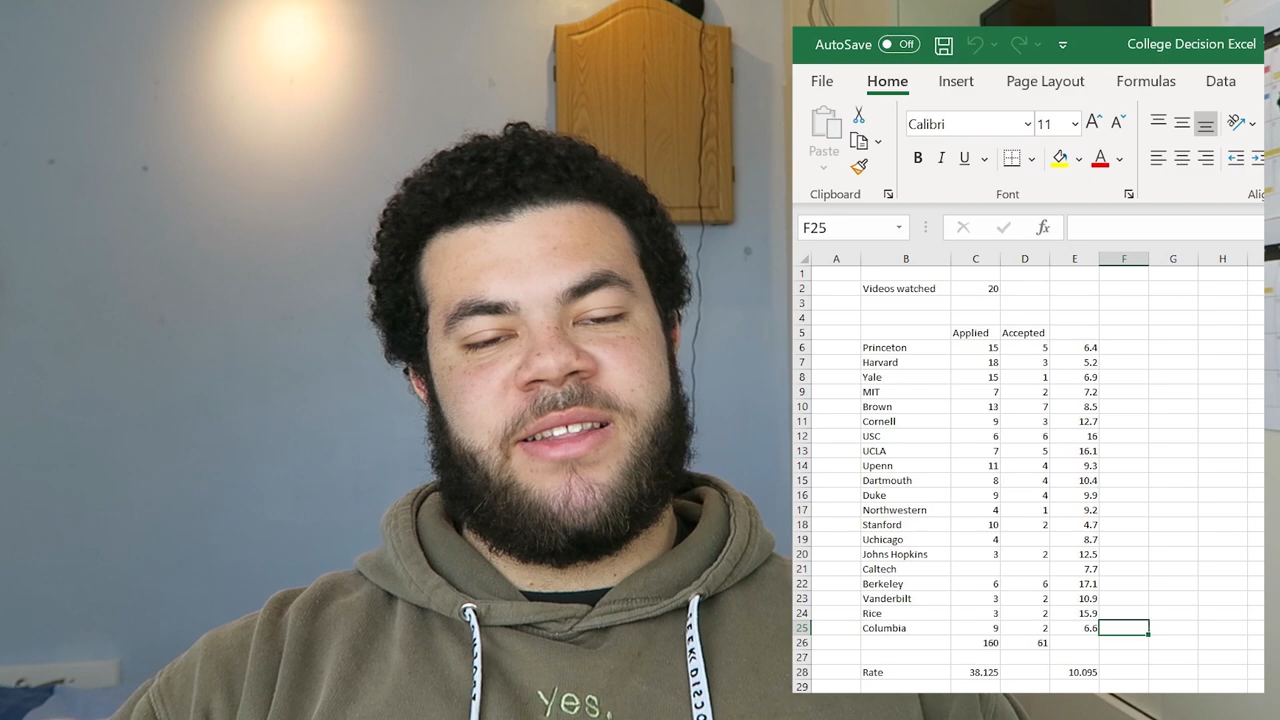 AutoSave Off College Decision Excel
File Home Insert Page Layout Formulas Data
Paste Calibri 11 A A
B I U A
Clipboard Font
F25 fx
A B C D E F G H
1
2 Videos watched 20
3
4
5 Applied Accepted
6 Princeton 15 5 6.4
7 Harvard 18 3 5.2
8 Yale 15 1 6.9
9 MIT 7 2 7.2
10 Brown 13 7 8.5
11 Cornell 9 3 12.7
12 USC 6 6 16
13 UCLA 7 5 16.1
14 Upenn 11 4 9.3
15 Dartmouth 8 4 10.4
16 Duke 9 4 9.9
17 Northwestern 4 1 9.2
18 Stanford 10 2 4.7
19 Uchicago 4 8.7
20 Johns Hopkins 3 2 12.5
21 Caltech 7.7
22 Berkeley 6 6 17.1
23 Vanderbilt 3 2 10.9
24 Rice 3 2 15.9
25 Columbia 9 2 6.6
26 160 61
27
28 Rate 38.125 10.095
29
yes.